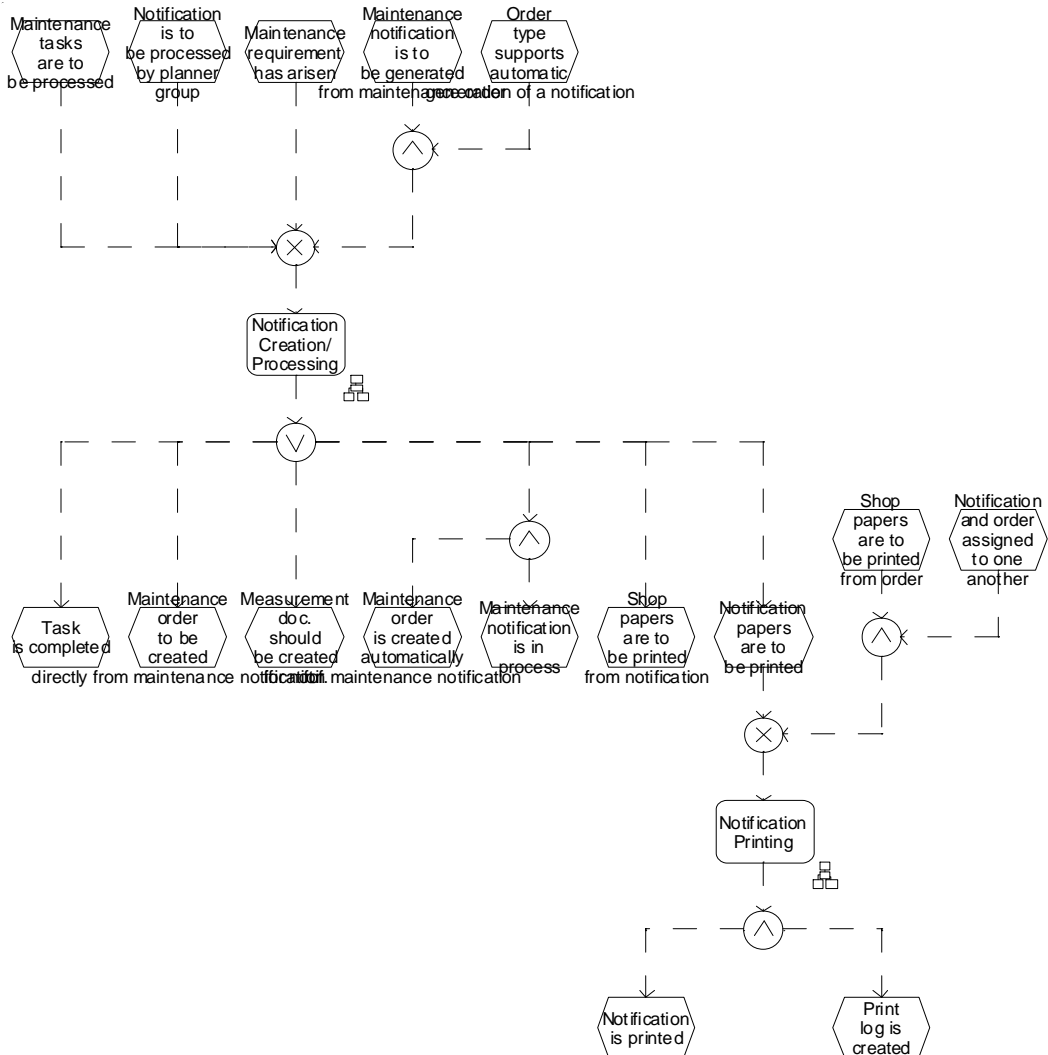 Maintenance
tasks
are to
be processed
Notification
is to
be processed
by planner
group
Maintenance
requirement
has arisen
Maintenance
notification
is to
be generated
from maintenance order
Order
type
supports
automatic
generation of a notification
Notification
Creation/
Processing
Shop
papers
are to
be printed
from order
Notification
and order
assigned
to one
another
Task
is completed
Maintenance
order
to be
created
directly from maintenance notification
Measurement
doc.
should
be created
for notif.
Maintenance
order
is created
automatically
from maintenance notification
Maintenance
notification
is in
process
Shop
papers
are to
be printed
from notification
Notification
papers
are to
be printed
Notification
Printing
Notification
is printed
Print
log is
created